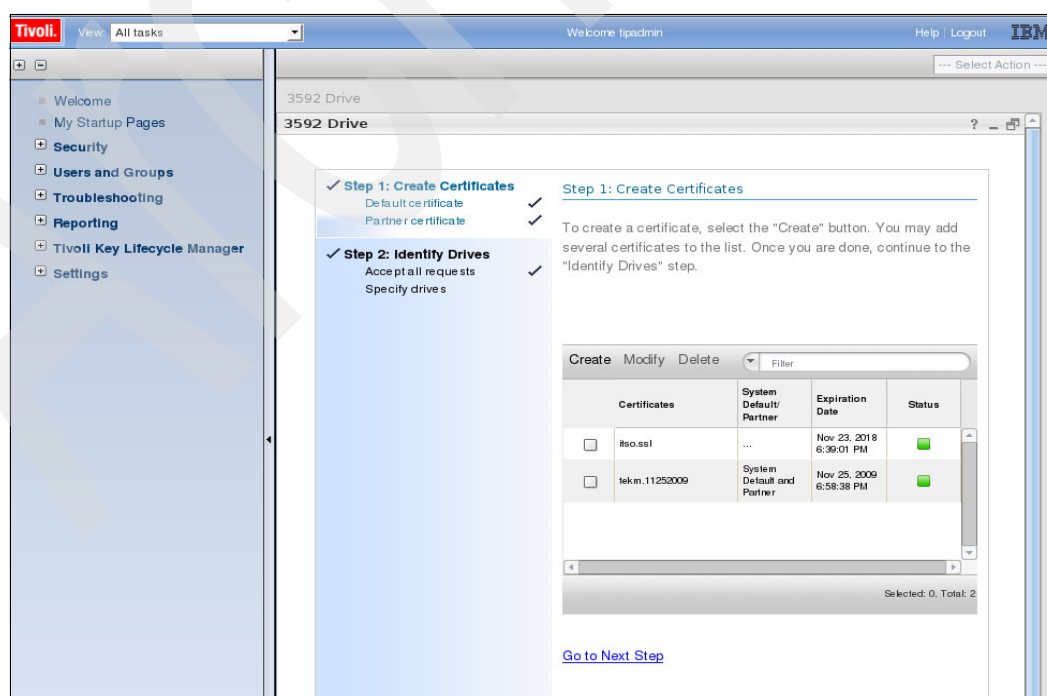 Tivoli. View: All tasks Welcome tipadmin Help | Logout IBM
--- Select Action ---
Welcome
My Startup Pages
Security
Users and Groups
Troubleshooting
Reporting
Tivoli Key Lifecycle Manager
Settings
3592 Drive
3592 Drive
Step 1: Create Certificates
Default certificate
Partner certificate
Step 2: Identify Drives
Accept all requests
Specify drives
Step 1: Create Certificates
To create a certificate, select the "Create" button. You may add
several certificates to the list. Once you are done, continue to the
"Identify Drives" step.
Create Modify Delete Filter
Certificates System Default/ Partner Expiration Date Status
itso.ssl ... Nov 23, 2018 6:39:01 PM
tekm.11252009 System Default and Partner Nov 25, 2009 6:58:38 PM
Selected: 0, Total: 2
Go to Next Step